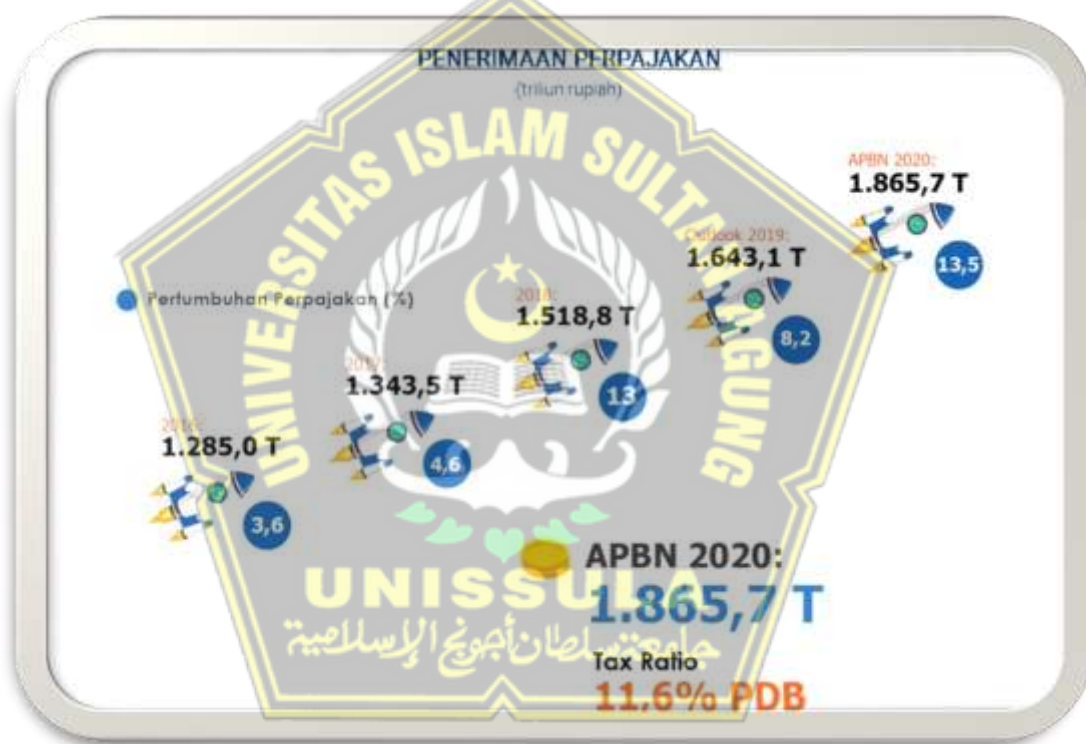 PENERIMAAN PERPAJAKAN
(triliun rupiah)
UNIVERSITAS ISLAM SULTAN AGUNG
APBN 2020:
1.865,7 T
13,5
Outlook 2019:
1.643,1 T
8,2
Pertumbuhan Perpajakan (%)
2018:
1.518,8 T
13
2017:
1.343,5 T
4,6
1.285,0 T
3,6
APBN 2020:
1.865,7 T
UNISSULA
جامعة سلطان أجونج الإسلامية
Tax Ratio
11,6% PDB